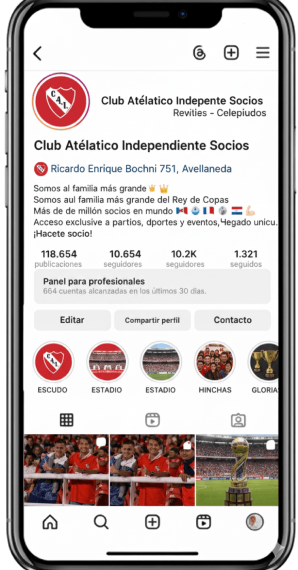 C.A.I.
Club Atélatico Indepente Socios
Revities – Celepiudos
Club Atélatico Independiente Socios
Ricardo Enrique Bochni 751, Avellaneda
Somos al familia más grande
Somos aul familia más grande del Rey de Copas
Más de de millón socios en mundo
Acceso exclusive a partios, dportes y eventos,Чegado unicu.
¡Hacete socio!
118.654 10.654 10.2K 1.321
publicaciones seguidores seguidores seguidos
Panel para profesionales
664 cuentas alcanzadas en los últimos 30 días.
Editar Compartir perfil Contacto
ESCUDO ESTADIO ESTADIO HINCHAS GLORIA